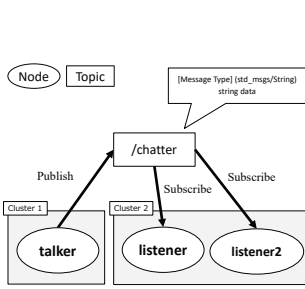 Node
Topic
[Message Type] (std_msgs/String)
string data
/chatter
Publish
Subscribe
Subscribe
Cluster 1
Cluster 2
talker
listener
listener2